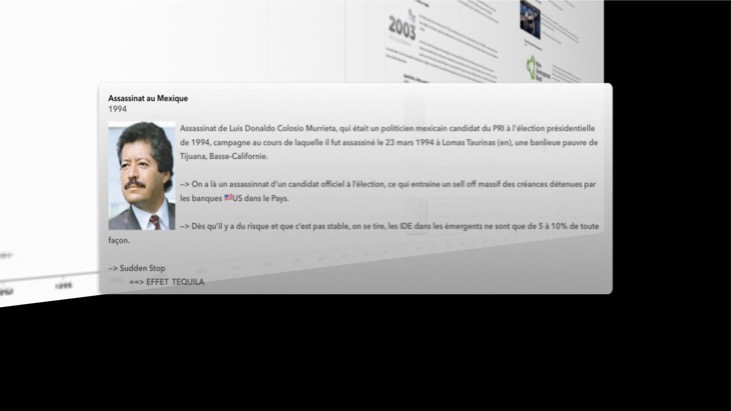 2003
Assassinat au Mexique
1994
Assassinat de Luis Donaldo Colosio Murrieta, qui était un politicien mexicain candidat du PRI à l'élection présidentielle
de 1994, campagne au cours de laquelle il fut assassiné le 23 mars 1994 à Lomas Taurinas (en), une banlieue pauvre de
Tijuana, Basse-Californie.
–> On a là un assassinnat d'un candidat officiel à l'élection, ce qui entraine un sell off massif des créances détenues par
les banques 🇺🇸US dans le Pays.
–> Dès qu'il y a du risque et que c'est pas stable, on se tire, les IDE dans les émergents ne sont que de 5 à 10% de toute
façon.
–> Sudden Stop
==> EFFET TEQUILA